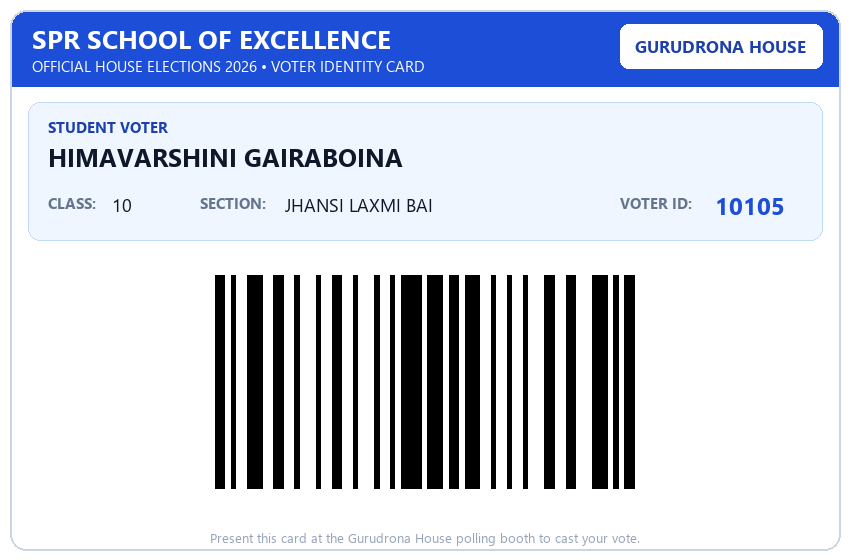 SPR SCHOOL OF EXCELLENCE
GURUDRONA HOUSE
OFFICIAL HOUSE ELECTIONS 2026 • VOTER IDENTITY CARD
STUDENT VOTER
HIMAVARSHINI GAIRABOINA
CLASS: 10 SECTION: JHANSI LAXMI BAI VOTER ID: 10105
Present this card at the Gurudrona House polling booth to cast your vote.